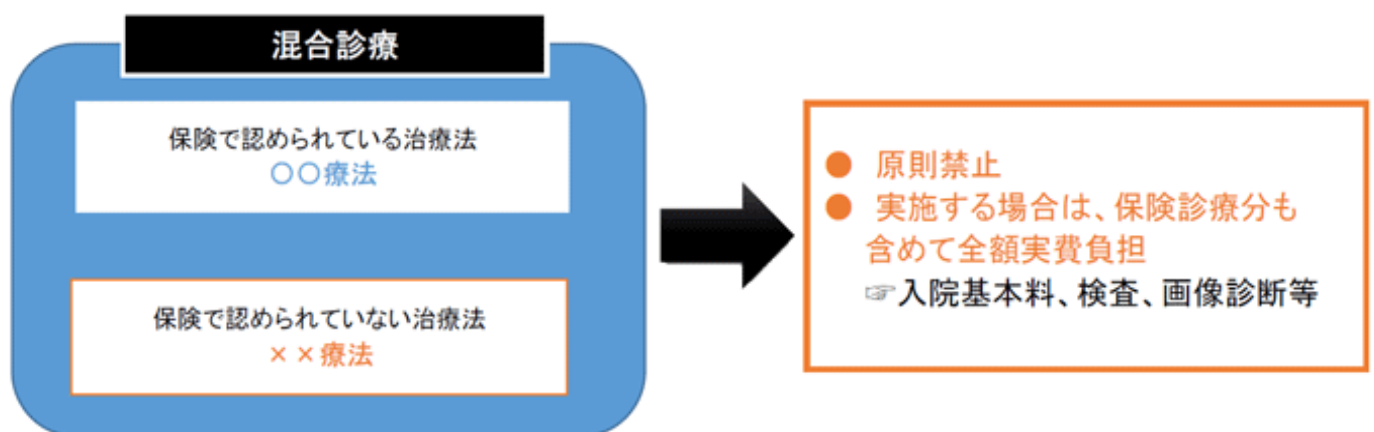 混合診療
保険で認められている治療法
〇〇療法
保険で認められていない治療法
××療法
● 原則禁止
● 実施する場合は、保険診療分も
含めて全額実費負担
☞入院基本料、検査、画像診断等